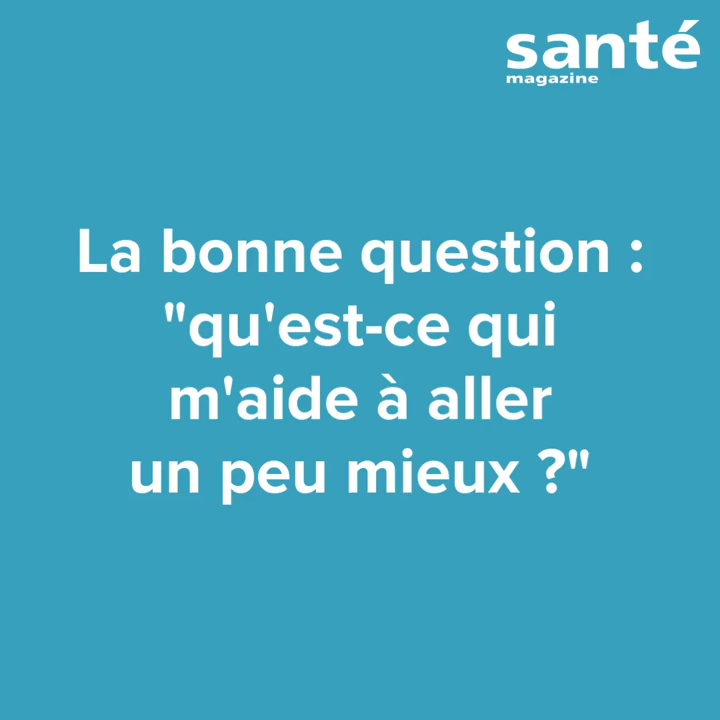 santé
magazine
La bonne question :
"qu'est-ce qui
m'aide à aller
un peu mieux ?"